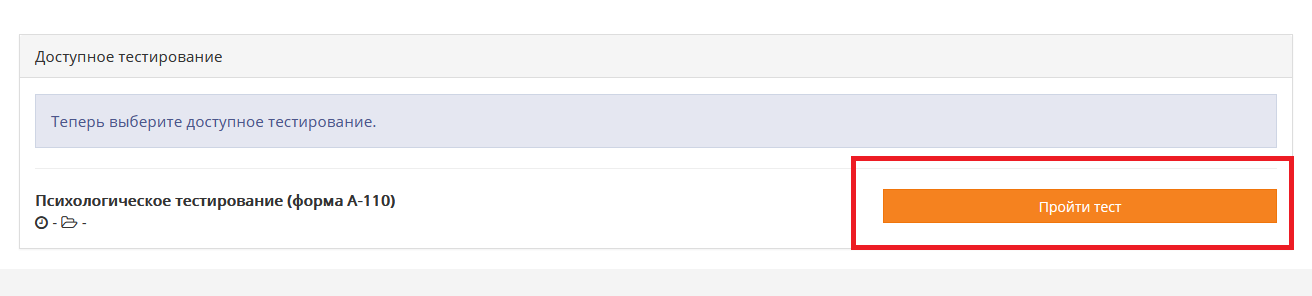 Доступное тестирование
Теперь выберите доступное тестирование.
Психологическое тестирование (форма А-110)
Пройти тест
- -